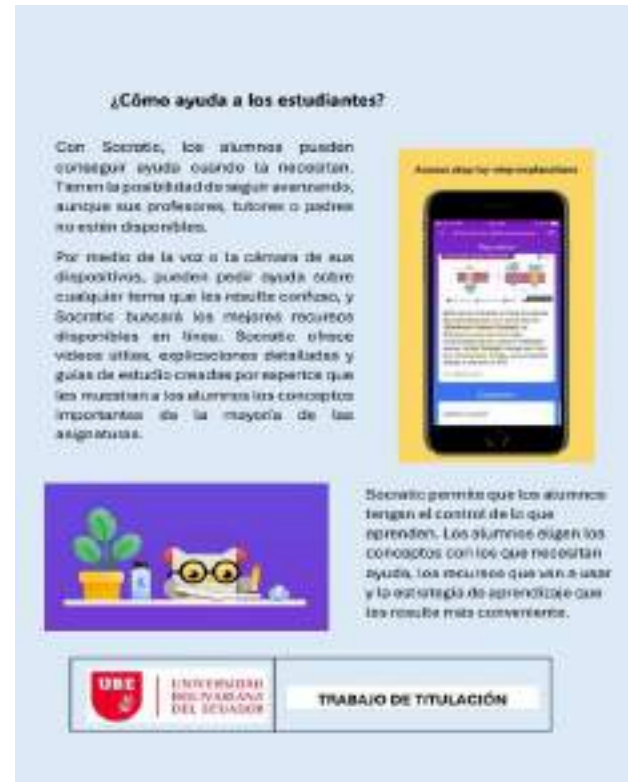 ¿Cómo ayuda a los estudiantes?
Con Socratic, los alumnos pueden
conseguir ayuda cuando la necesitan.
Tienen la posibilidad de seguir avanzando,
aunque sus profesores, tutores o padres
no estén disponibles.
Por medio de la voz o la cámara de sus
dispositivos, pueden pedir ayuda sobre
cualquier tema que les resulte confuso, y
Socratic buscará los mejores recursos
disponibles en línea. Socratic ofrece
videos útiles, explicaciones detalladas y
guías de estudio creadas por expertos que
les muestran a los alumnos los conceptos
importantes de la mayoría de las
asignaturas.
Access step-by-step explanations
Socratic permite que los alumnos
tengan el control de lo que
aprenden. Los alumnos eligen los
conceptos con los que necesitan
ayuda, los recursos que van a usar
y la estrategia de aprendizaje que
les resulte más conveniente.
UBE
UNIVERSIDAD
BOLIVARIANA
DEL ECUADOR
TRABAJO DE TITULACIÓN